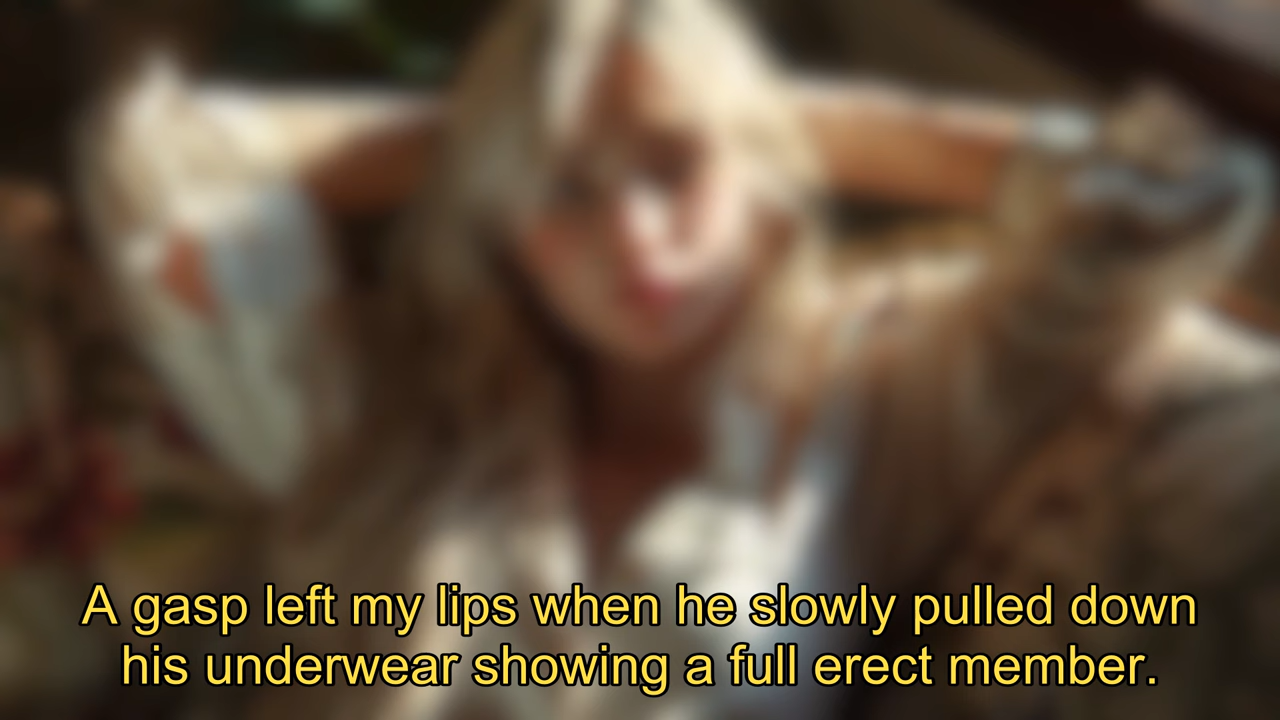 A gasp left my lips when he slowly pulled down
his underwear showing a full erect member.